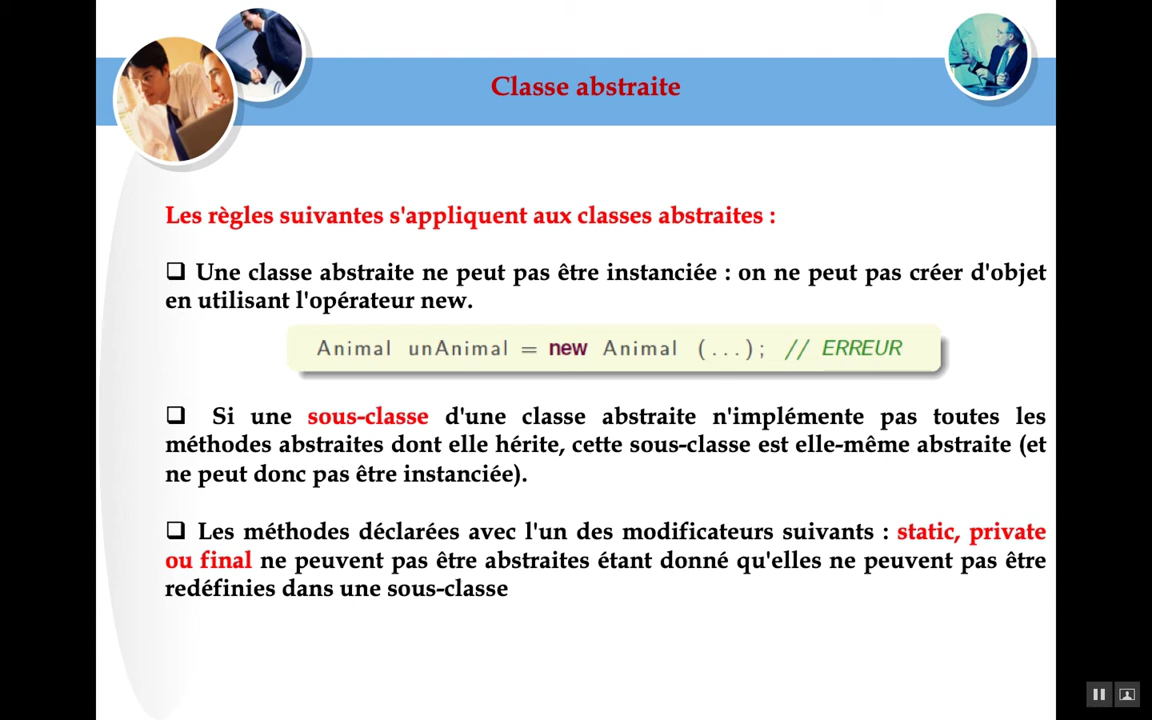 Classe abstraite
Les règles suivantes s'appliquent aux classes abstraites :
❑ Une classe abstraite ne peut pas être instanciée : on ne peut pas créer d'objet
en utilisant l'opérateur new.
Animal unAnimal = new Animal (...); // ERREUR
❑ Si une sous-classe d'une classe abstraite n'implémente pas toutes les
méthodes abstraites dont elle hérite, cette sous-classe est elle-même abstraite (et
ne peut donc pas être instanciée).
❑ Les méthodes déclarées avec l'un des modificateurs suivants : static, private
ou final ne peuvent pas être abstraites étant donné qu'elles ne peuvent pas être
redéfinies dans une sous-classe